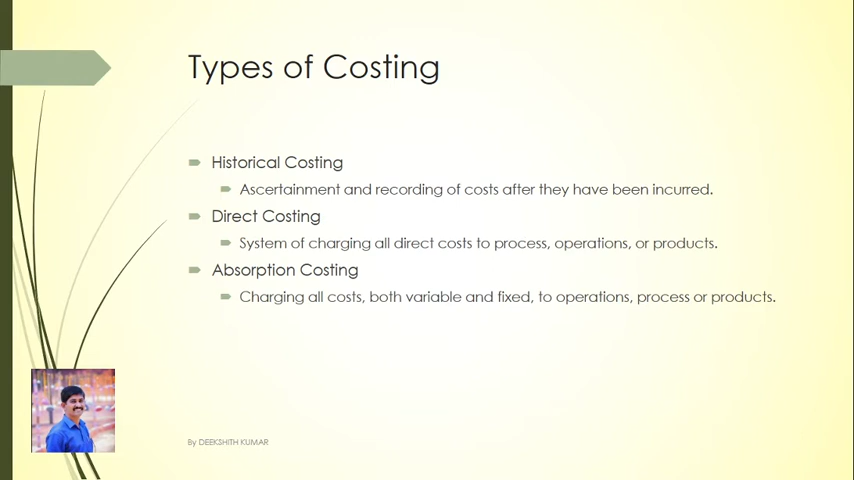 Types of Costing
Historical Costing
Ascertainment and recording of costs after they have been incurred.
Direct Costing
System of charging all direct costs to process, operations, or products.
Absorption Costing
Charging all costs, both variable and fixed, to operations, process or products.
By DEEKSHITH KUMAR